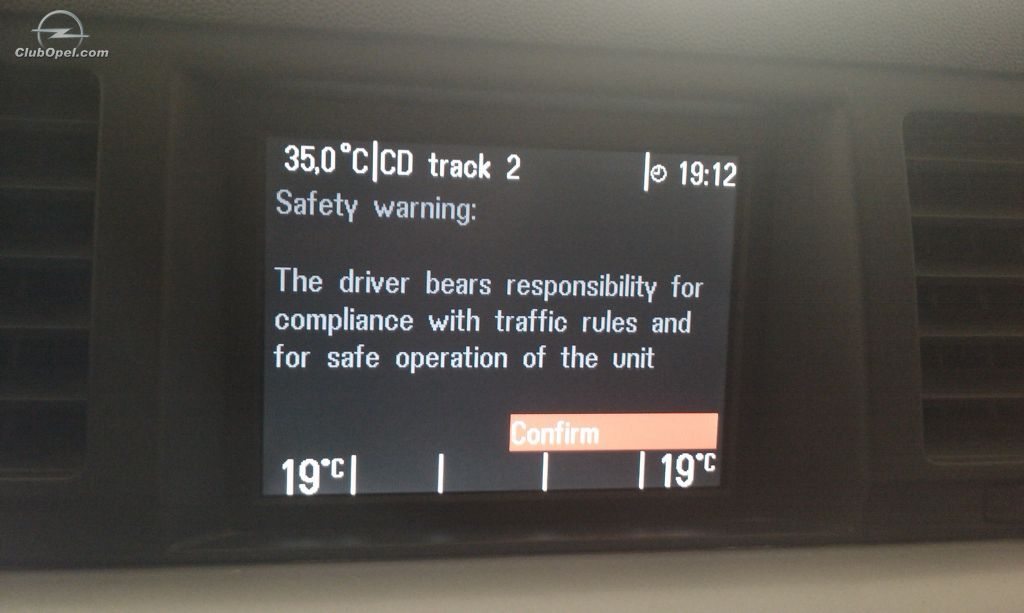 ClubOpel.com
35,0°C|CD track 2 |🕘 19:12
Safety warning:
The driver bears responsibility for
compliance with traffic rules and
for safe operation of the unit
Confirm
19°C| | | | 19°C